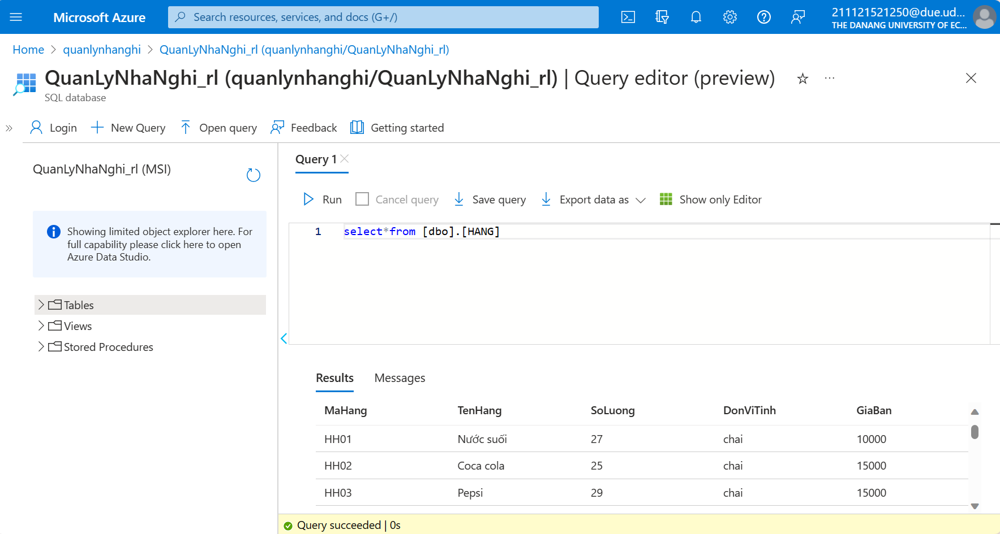 Microsoft Azure
Search resources, services, and docs (G+/)
211121521250@due.ud...
THE DANANG UNIVERSITY OF EC...
Home > quanlynhanghi > QuanLyNhaNghi_rl (quanlynhanghi/QuanLyNhaNghi_rl)
QuanLyNhaNghi_rl (quanlynhanghi/QuanLyNhaNghi_rl) | Query editor (preview)
SQL database
Login New Query Open query Feedback Getting started
QuanLyNhaNghi_rl (MSI)
Showing limited object explorer here. For
full capability please click here to open
Azure Data Studio.
Tables
Views
Stored Procedures
Query 1
Run Cancel query Save query Export data as Show only Editor
1 select*from [dbo].[HANG]
Results Messages
MaHang TenHang SoLuong DonViTinh GiaBan
HH01 Nước suối 27 chai 10000
HH02 Coca cola 25 chai 15000
HH03 Pepsi 29 chai 15000
Query succeeded | 0s